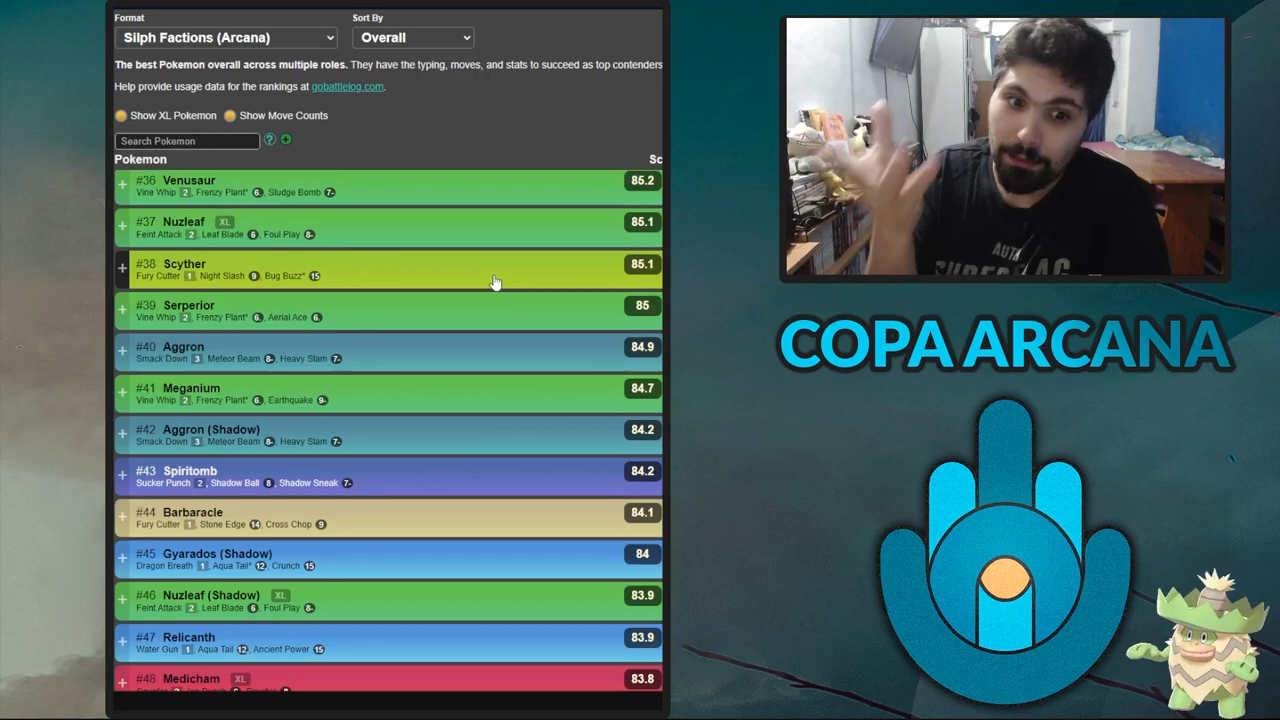 Format
Sort By
Silph Factions (Arcana)
Overall
The best Pokemon overall across multiple roles. They have the typing, moves, and stats to succeed as top contenders
Help provide usage data for the rankings at gobattlelog.com.
Show XL Pokemon
Show Move Counts
Search Pokemon
?
Pokemon
Sc
#36 Venusaur 85.2
Vine Whip 2, Frenzy Plant* 6-, Sludge Bomb 7-
#37 Nuzleaf XL 85.1
Feint Attack 2, Leaf Blade 6, Foul Play 8-
#38 Scyther 85.1
Fury Cutter 1, Night Slash 9, Bug Buzz* 15
#39 Serperior 85
Vine Whip 2, Frenzy Plant* 6-, Aerial Ace 6-
#40 Aggron 84.9
Smack Down 3, Meteor Beam 8-, Heavy Slam 7-
#41 Meganium 84.7
Vine Whip 2, Frenzy Plant* 6-, Earthquake 9-
#42 Aggron (Shadow) 84.2
Smack Down 3, Meteor Beam 8-, Heavy Slam 7-
#43 Spiritomb 84.2
Sucker Punch 2, Shadow Ball 8, Shadow Sneak 7-
#44 Barbaracle 84.1
Fury Cutter 1, Stone Edge 14, Cross Chop 9
#45 Gyarados (Shadow) 84
Dragon Breath 1, Aqua Tail* 12, Crunch 15
#46 Nuzleaf (Shadow) XL 83.9
Feint Attack 2, Leaf Blade 6, Foul Play 8-
#47 Relicanth 83.9
Water Gun 1, Aqua Tail 12, Ancient Power 15
#48 Medicham XL 83.8
AUT
COPA ARCANA